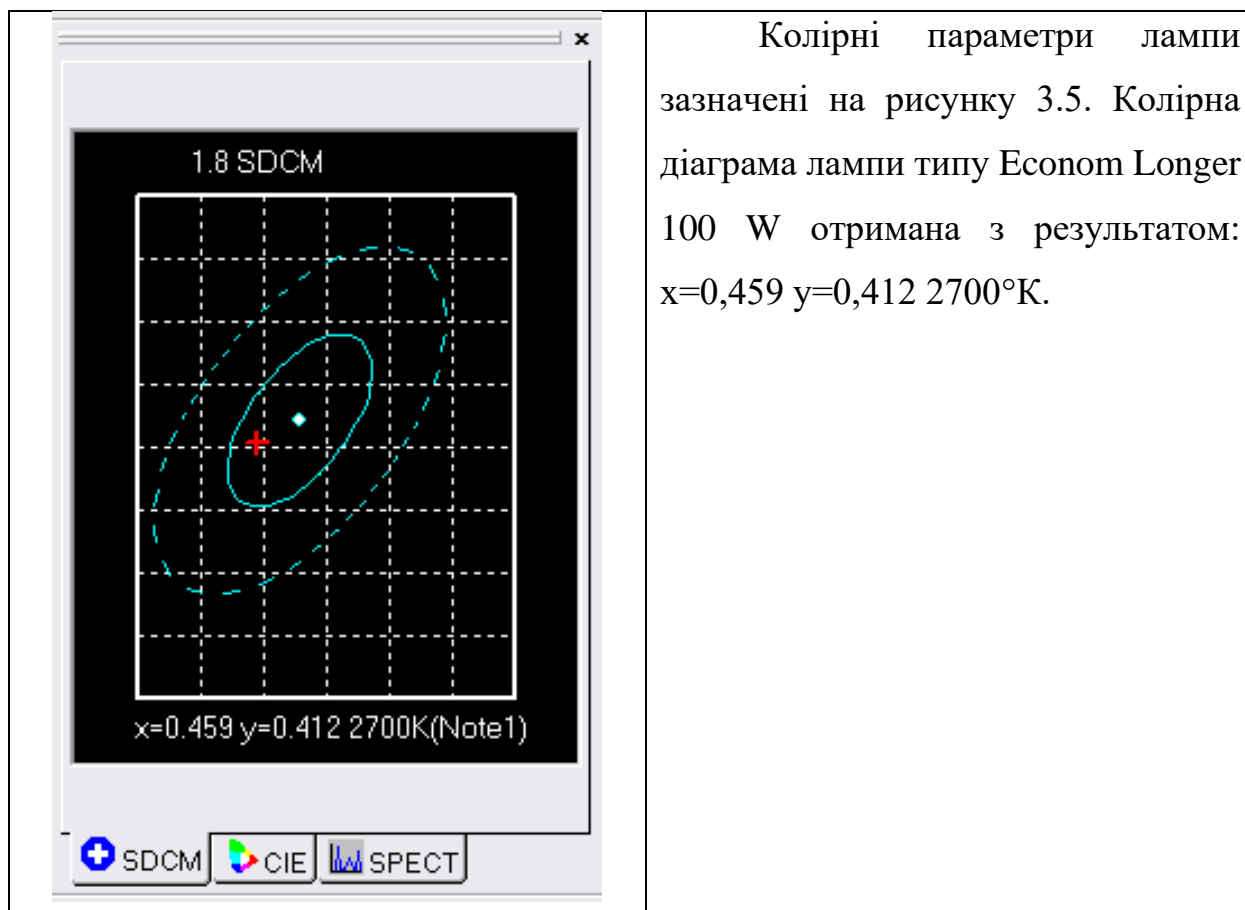 1.8 SDCM
x=0.459 y=0.412 2700K(Note1)
SDCM CIE SPECT
Колірні параметри лампи
зазначені на рисунку 3.5. Колірна
діаграма лампи типу Econom Longer
100 W отримана з результатом:
x=0,459 y=0,412 2700°К.